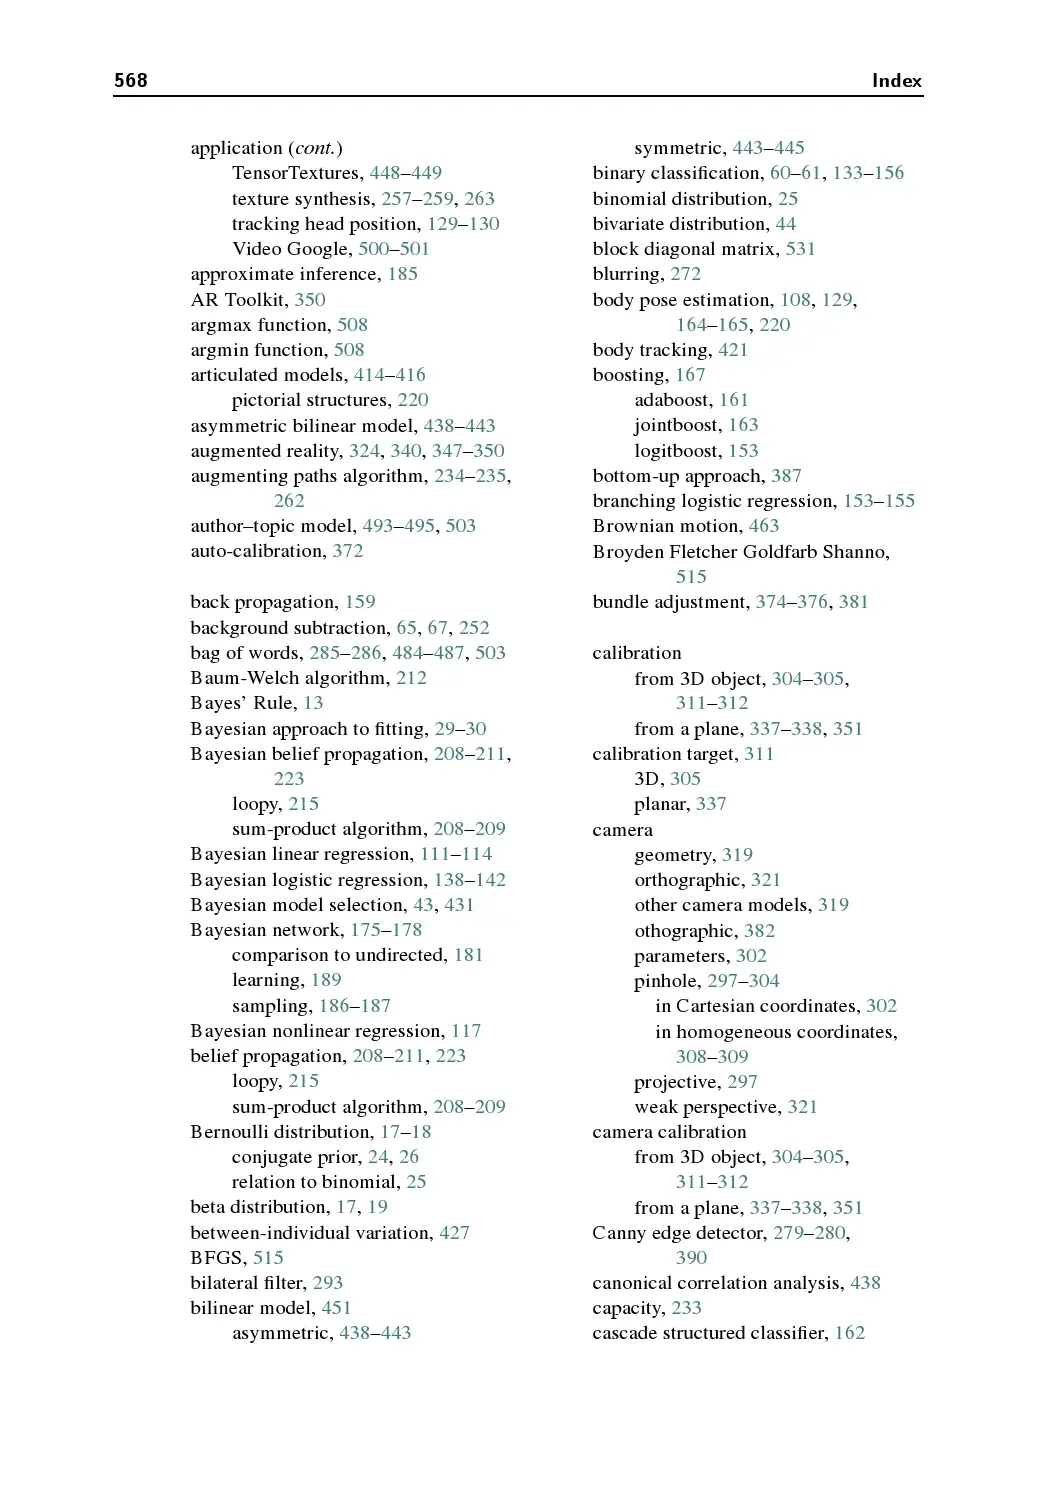 568 Index
application (cont.)
TensorTextures, 448–449
texture synthesis, 257–259, 263
tracking head position, 129–130
Video Google, 500–501
approximate inference, 185
AR Toolkit, 350
argmax function, 508
argmin function, 508
articulated models, 414–416
pictorial structures, 220
asymmetric bilinear model, 438–443
augmented reality, 324, 340, 347–350
augmenting paths algorithm, 234–235,
262
author–topic model, 493–495, 503
auto-calibration, 372
back propagation, 159
background subtraction, 65, 67, 252
bag of words, 285–286, 484–487, 503
Baum-Welch algorithm, 212
Bayes’ Rule, 13
Bayesian approach to fitting, 29–30
Bayesian belief propagation, 208–211,
223
loopy, 215
sum-product algorithm, 208–209
Bayesian linear regression, 111–114
Bayesian logistic regression, 138–142
Bayesian model selection, 43, 431
Bayesian network, 175–178
comparison to undirected, 181
learning, 189
sampling, 186–187
Bayesian nonlinear regression, 117
belief propagation, 208–211, 223
loopy, 215
sum-product algorithm, 208–209
Bernoulli distribution, 17–18
conjugate prior, 24, 26
relation to binomial, 25
beta distribution, 17, 19
between-individual variation, 427
BFGS, 515
bilateral filter, 293
bilinear model, 451
asymmetric, 438–443
symmetric, 443–445
binary classification, 60–61, 133–156
binomial distribution, 25
bivariate distribution, 44
block diagonal matrix, 531
blurring, 272
body pose estimation, 108, 129,
164–165, 220
body tracking, 421
boosting, 167
adaboost, 161
jointboost, 163
logitboost, 153
bottom-up approach, 387
branching logistic regression, 153–155
Brownian motion, 463
Broyden Fletcher Goldfarb Shanno,
515
bundle adjustment, 374–376, 381
calibration
from 3D object, 304–305,
311–312
from a plane, 337–338, 351
calibration target, 311
3D, 305
planar, 337
camera
geometry, 319
orthographic, 321
other camera models, 319
othographic, 382
parameters, 302
pinhole, 297–304
in Cartesian coordinates, 302
in homogeneous coordinates,
308–309
projective, 297
weak perspective, 321
camera calibration
from 3D object, 304–305,
311–312
from a plane, 337–338, 351
Canny edge detector, 279–280,
390
canonical correlation analysis, 438
capacity, 233
cascade structured classifier, 162